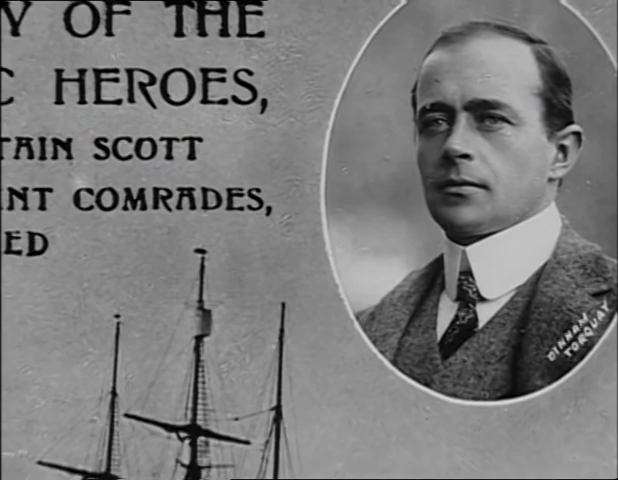 Y OF THE
C HEROES,
TAIN SCOTT
NT COMRADES,
ED
DINHAM
TORQUAY